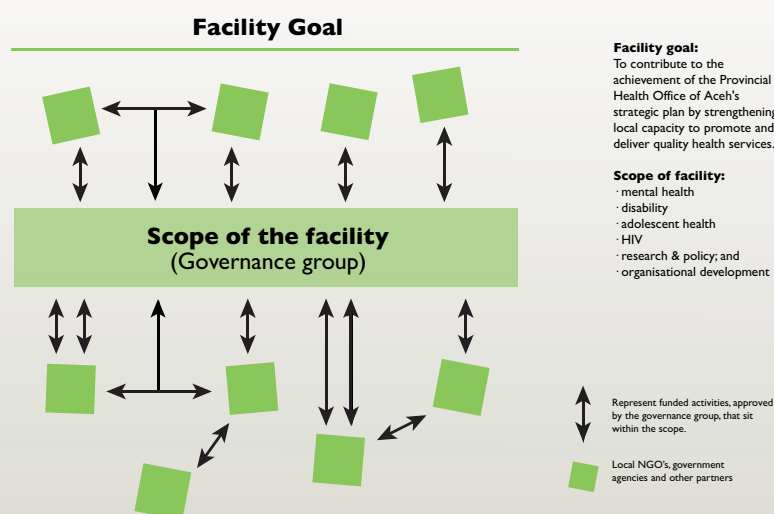 Facility Goal
Scope of the facility
(Governance group)
Facility goal:
To contribute to the
achievement of the Provincial
Health Office of Aceh's
strategic plan by strengthening
local capacity to promote and
deliver quality health services.
Scope of facility:
· mental health
· disability
· adolescent health
· HIV
· research & policy; and
· organisational development
Represent funded activities, approved
by the governance group, that sit
within the scope.
Local NGO's, government
agencies and other partners